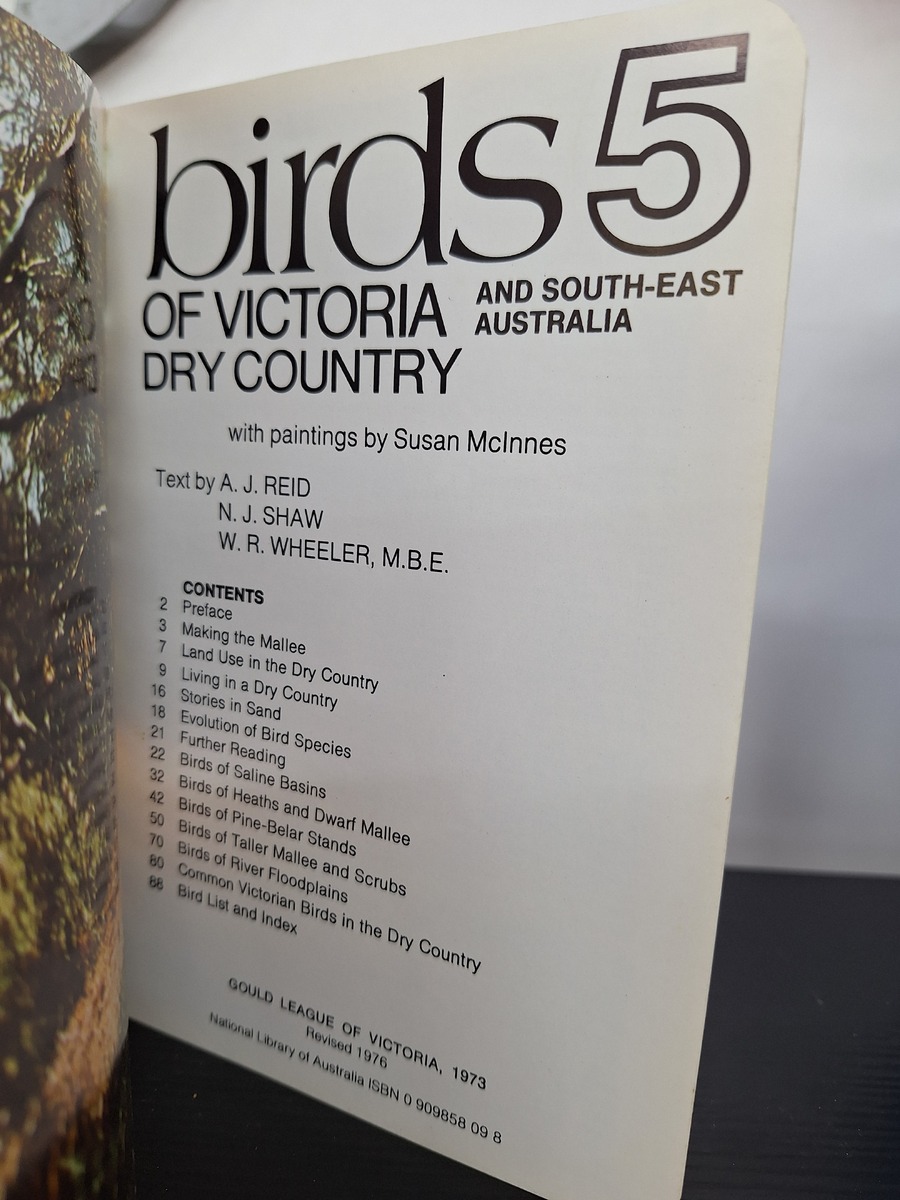 birds 5
OF VICTORIA AND SOUTH-EAST
AUSTRALIA
DRY COUNTRY
with paintings by Susan McInnes
Text by A. J. REID
N. J. SHAW
W. R. WHEELER, M.B.E.
CONTENTS
2 Preface
3 Making the Mallee
7 Land Use in the Dry Country
9 Living in a Dry Country
16 Stories in Sand
18 Evolution of Bird Species
21 Further Reading
22 Birds of Saline Basins
32 Birds of Heaths and Dwarf Mallee
42 Birds of Pine-Belar Stands
50 Birds of Taller Mallee and Scrubs
70 Birds of River Floodplains
80 Common Victorian Birds in the Dry Country
88 Bird List and Index
GOULD LEAGUE OF VICTORIA, 1973
Revised 1976
National Library of Australia ISBN 0 909858 09 8